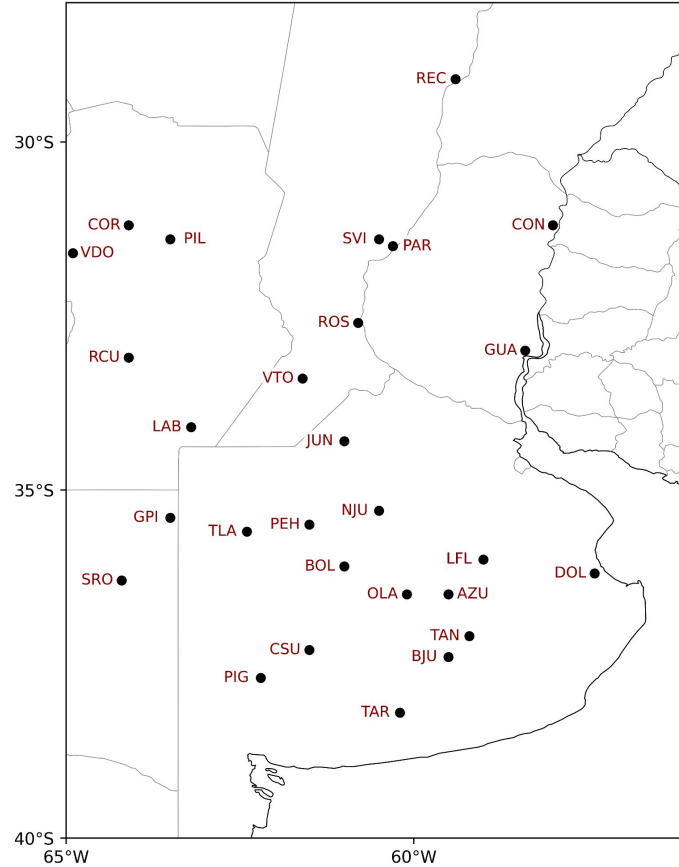 REC
30°S
COR
PIL
SVI
PAR
CON
VDO
ROS
RCU
GUA
VTO
LAB
JUN
35°S
GPI
TLA
PEH
NJU
BOL
LFL
SRO
OLA
AZU
DOL
TAN
CSU
BJU
PIG
TAR
40°S
65°W
60°W